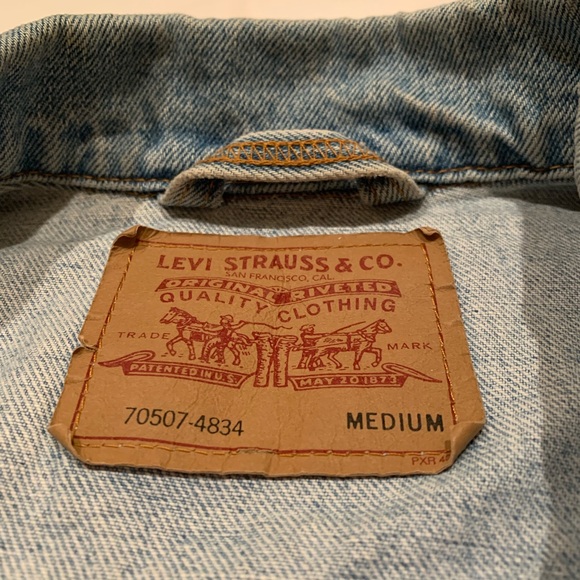 LEVI STRAUSS & CO.
SAN FRANCISCO, CAL.
ORIGINAL RIVETED
QUALITY CLOTHING
TRADE MARK
PATENTED IN U.S. MAY 20 1873
70507-4834 MEDIUM